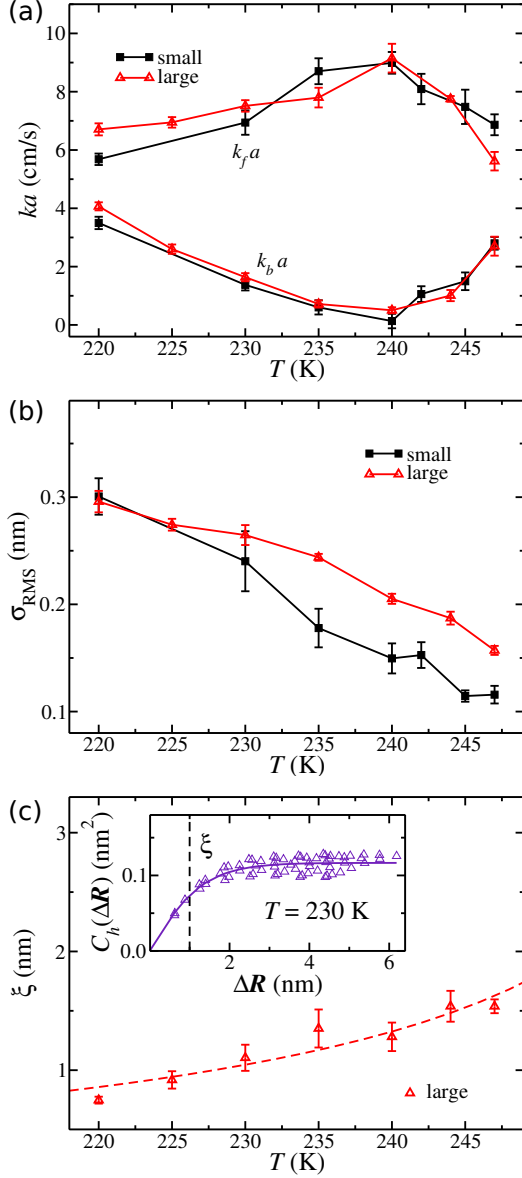 (a)
10
8
6
4
2
0
ka (cm/s)
small
large
k_f a
k_b a
220 225 230 235 240 245
T (K)
(b)
0.3
0.2
0.1
σ_RMS (nm)
small
large
220 225 230 235 240 245
T (K)
(c)
3
2
1
ξ (nm)
0.1
0.0
C_h(ΔR) (nm²)
ξ
T = 230 K
2 4 6
ΔR (nm)
large
220 225 230 235 240 245
T (K)